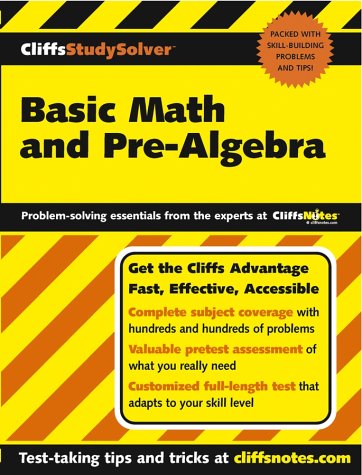 CliffsStudySolver™
PACKED WITH
SKILL-BUILDING
PROBLEMS
AND TIPS!
Basic Math
and Pre-Algebra
Problem-solving essentials from the experts at CliffsNotes™
@ cliffsnotes.com
Get the Cliffs Advantage
Fast, Effective, Accessible
Complete subject coverage with
hundreds and hundreds of problems
Valuable pretest assessment of
what you really need
Customized full-length test that
adapts to your skill level
Test-taking tips and tricks at cliffsnotes.com